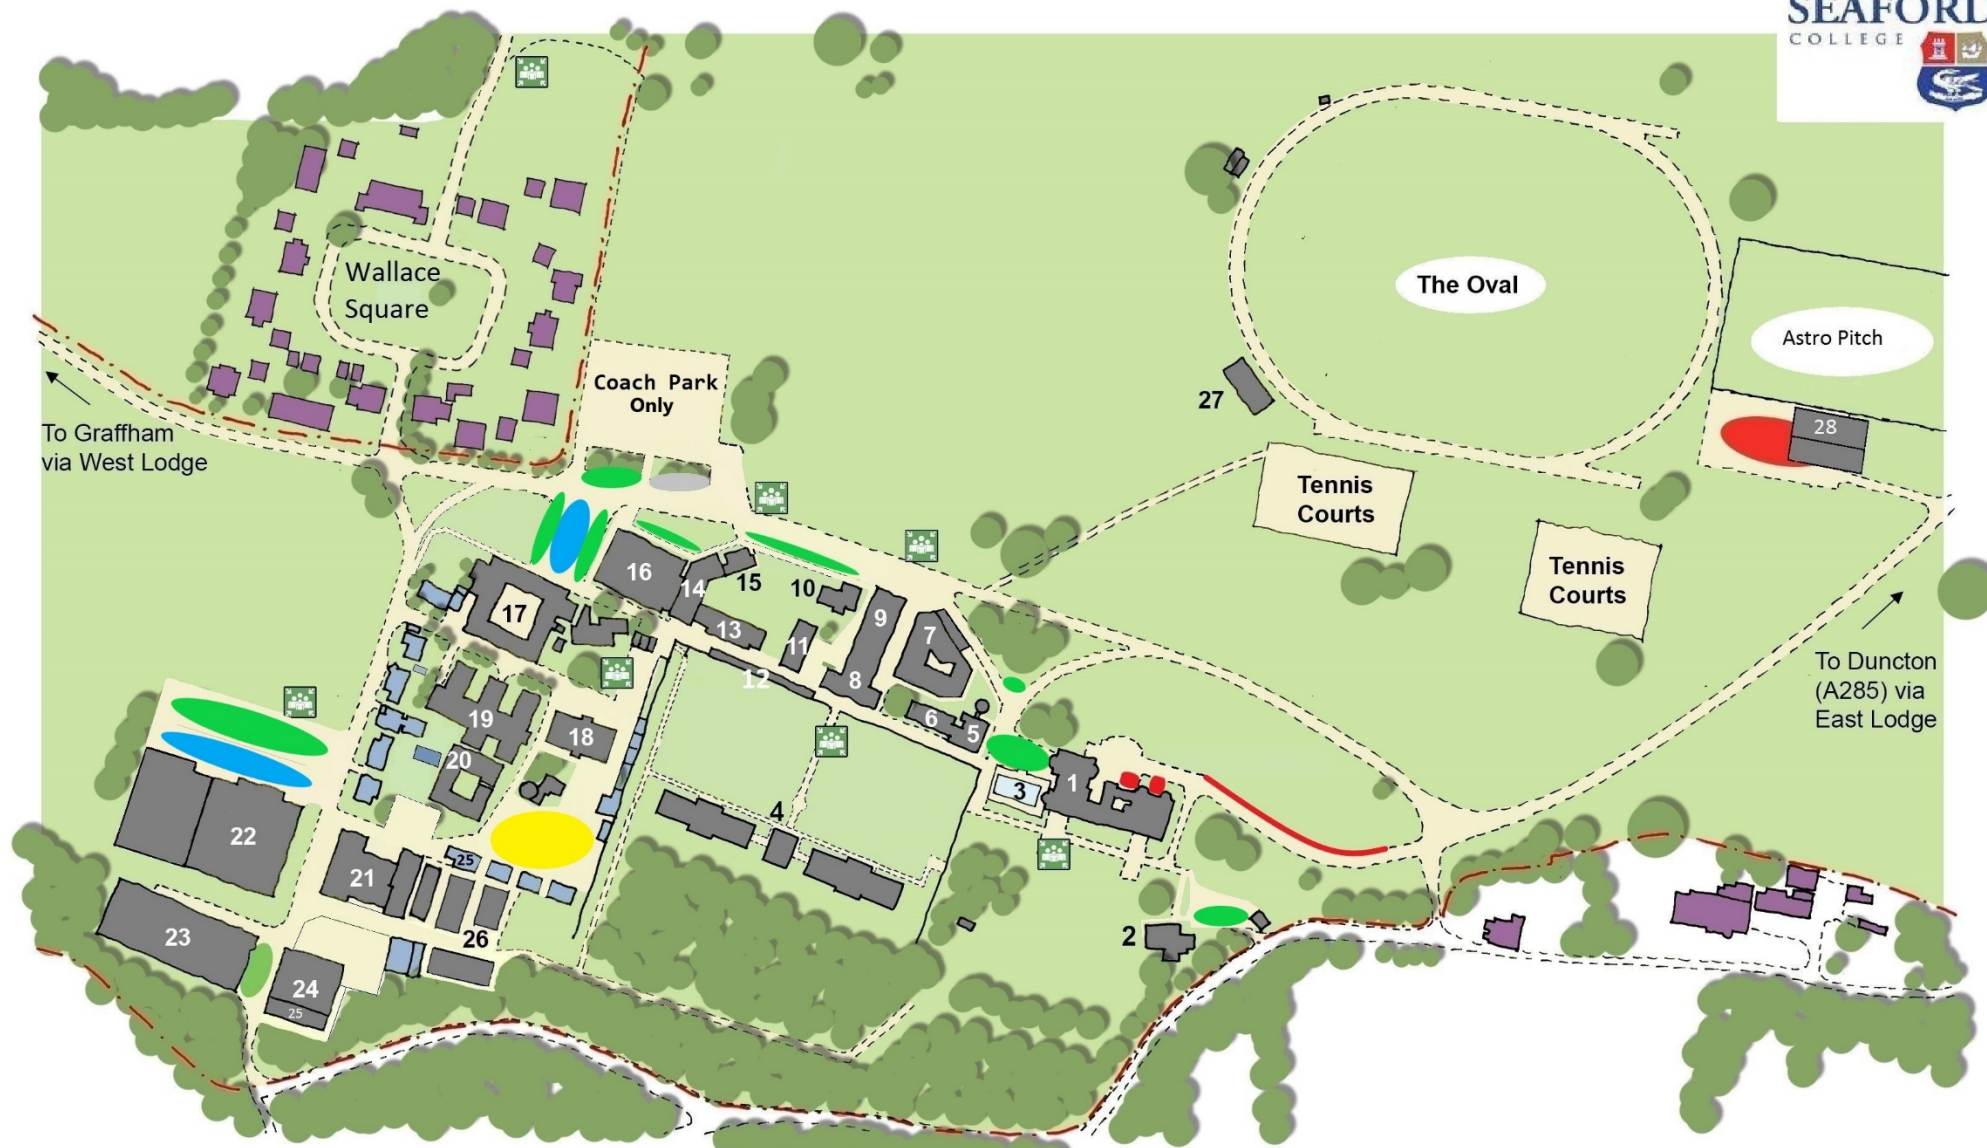 SEAFORD
COLLEGE
Wallace
Square
The Oval
Astro Pitch
Coach Park
Only
To Graffham
via West Lodge
27
28
Tennis
Courts
Tennis
Courts
16
15
14
10
17
13
9
11
7
12
8
To Duncton
(A285) via
East Lodge
19
18
6
5
20
1
3
4
22
25
21
23
26
2
24
25